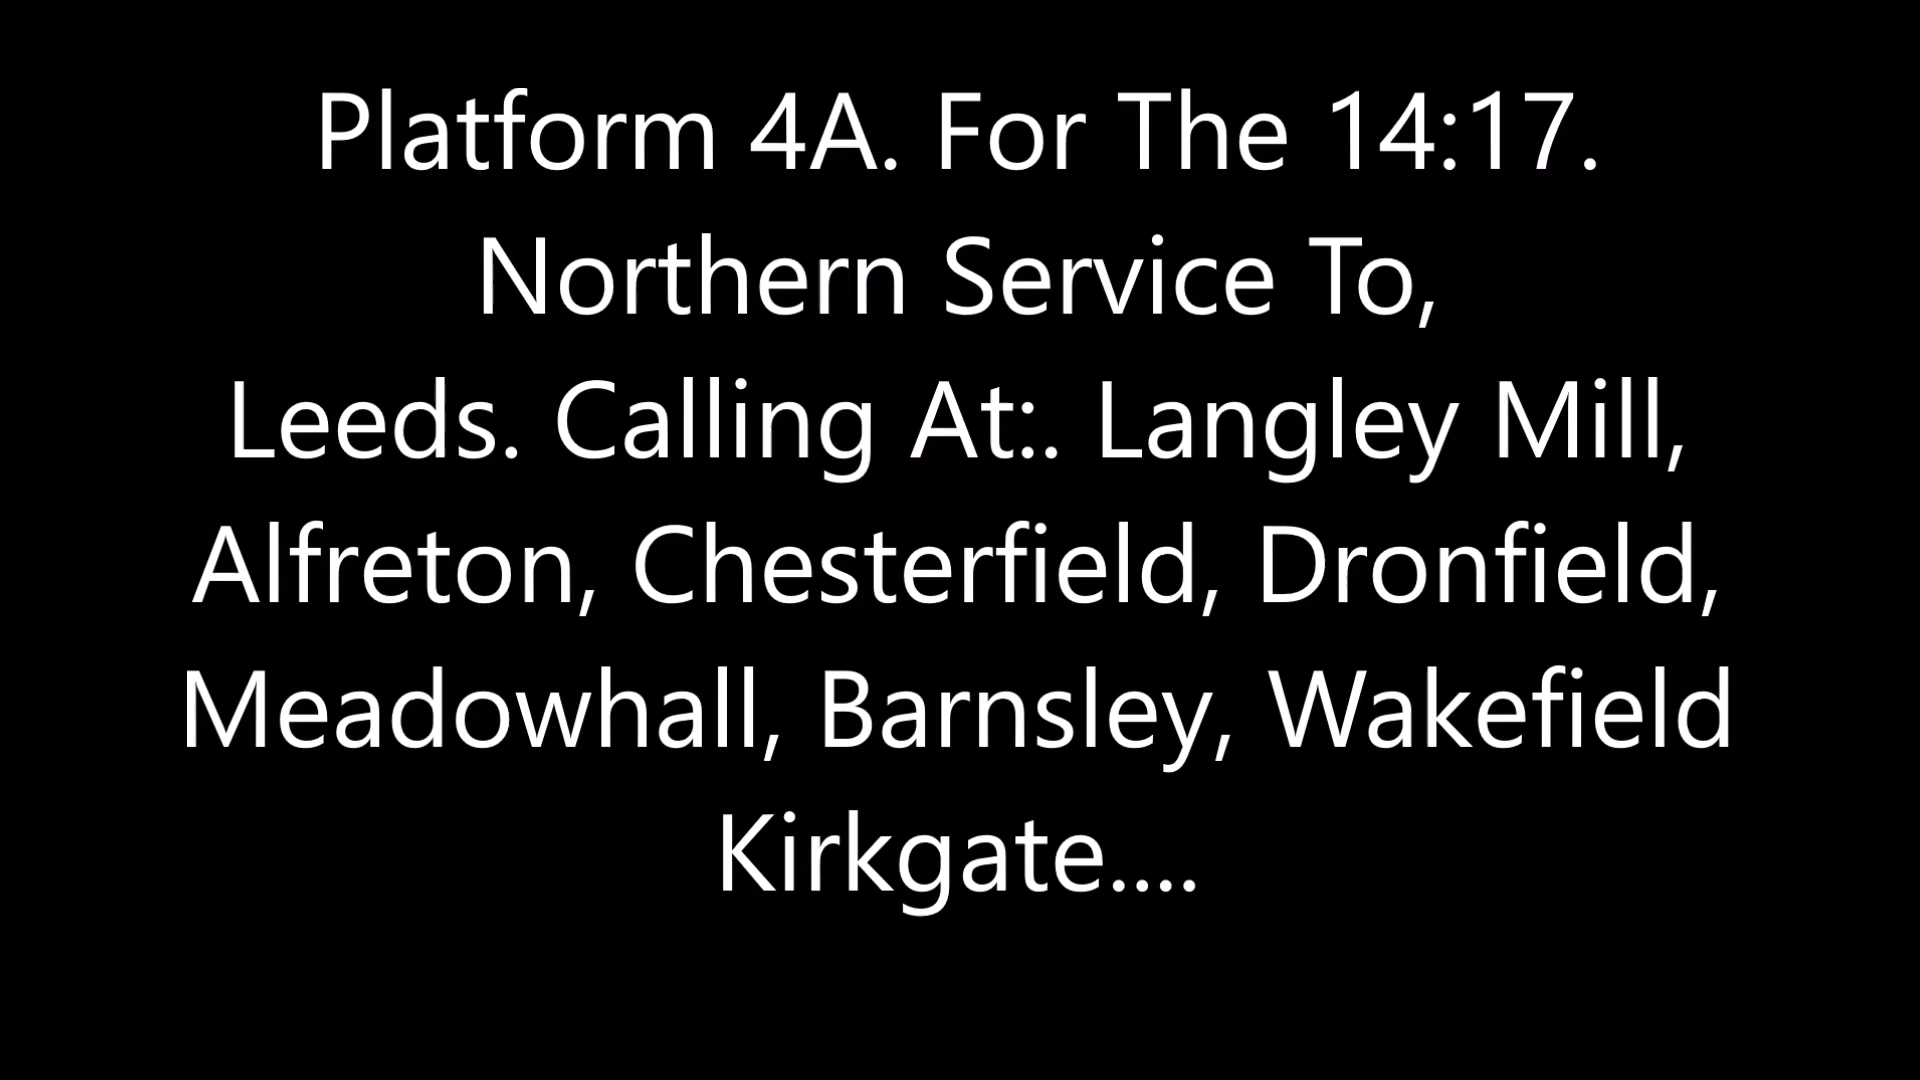 Platform 4A. For The 14:17.
Northern Service To,
Leeds. Calling At:. Langley Mill,
Alfreton, Chesterfield, Dronfield,
Meadowhall, Barnsley, Wakefield
Kirkgate....